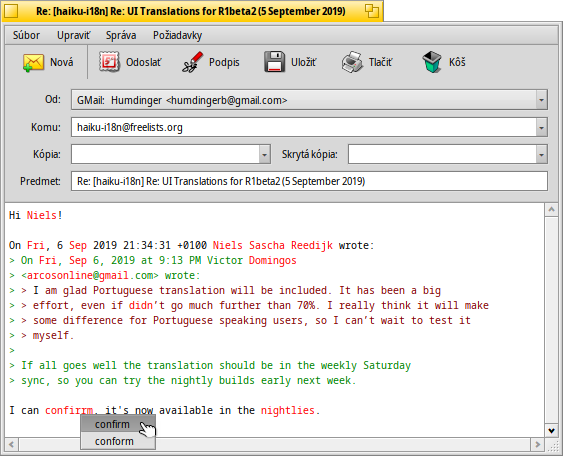 Re: [haiku-i18n] Re: UI Translations for R1beta2 (5 September 2019)
Súbor Upraviť Správa Požiadavky
Nová Odoslať Podpis Uložiť Tlačiť Kôš
Od: GMail: Humdinger <humdingerb@gmail.com>
Komu: haiku-i18n@freelists.org
Kópia: Skrytá kópia:
Predmet: Re: [haiku-i18n] Re: UI Translations for R1beta2 (5 September 2019)
Hi Niels!
On Fri, 6 Sep 2019 21:34:31 +0100 Niels Sascha Reedijk wrote:
> On Fri, Sep 6, 2019 at 9:13 PM Victor Domingos
> <arcosonline@gmail.com> wrote:
> > I am glad Portuguese translation will be included. It has been a big
> > effort, even if didn’t go much further than 70%. I really think it will make
> > some difference for Portuguese speaking users, so I can’t wait to test it
> > myself.
>
> If all goes well the translation should be in the weekly Saturday
> sync, so you can try the nightly builds early next week.
I can confirrm, it's now available in the nightlies.
confirm
conform